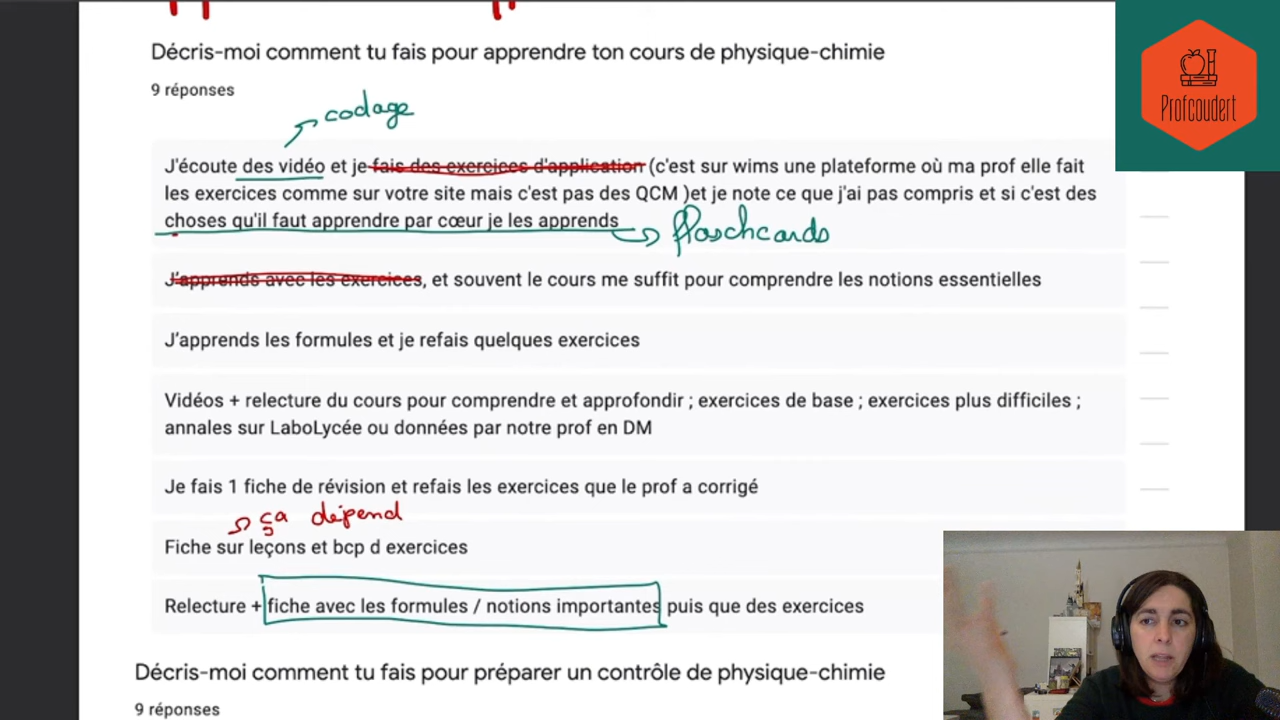 Décris-moi comment tu fais pour apprendre ton cours de physique-chimie
9 réponses
codage
J'écoute des vidéo et je fais des exercices d'application (c'est sur wims une plateforme où ma prof elle fait
les exercices comme sur votre site mais c'est pas des QCM )et je note ce que j'ai pas compris et si c'est des
choses qu'il faut apprendre par cœur je les apprends
flaschcards
J'apprends avec les exercices, et souvent le cours me suffit pour comprendre les notions essentielles
J'apprends les formules et je refais quelques exercices
Vidéos + relecture du cours pour comprendre et approfondir ; exercices de base ; exercices plus difficiles ;
annales sur LaboLycée ou données par notre prof en DM
Je fais 1 fiche de révision et refais les exercices que le prof a corrigé
ça dépend
Fiche sur leçons et bcp d exercices
Relecture + fiche avec les formules / notions importantes puis que des exercices
Décris-moi comment tu fais pour préparer un contrôle de physique-chimie
9 réponses
Profcoudert